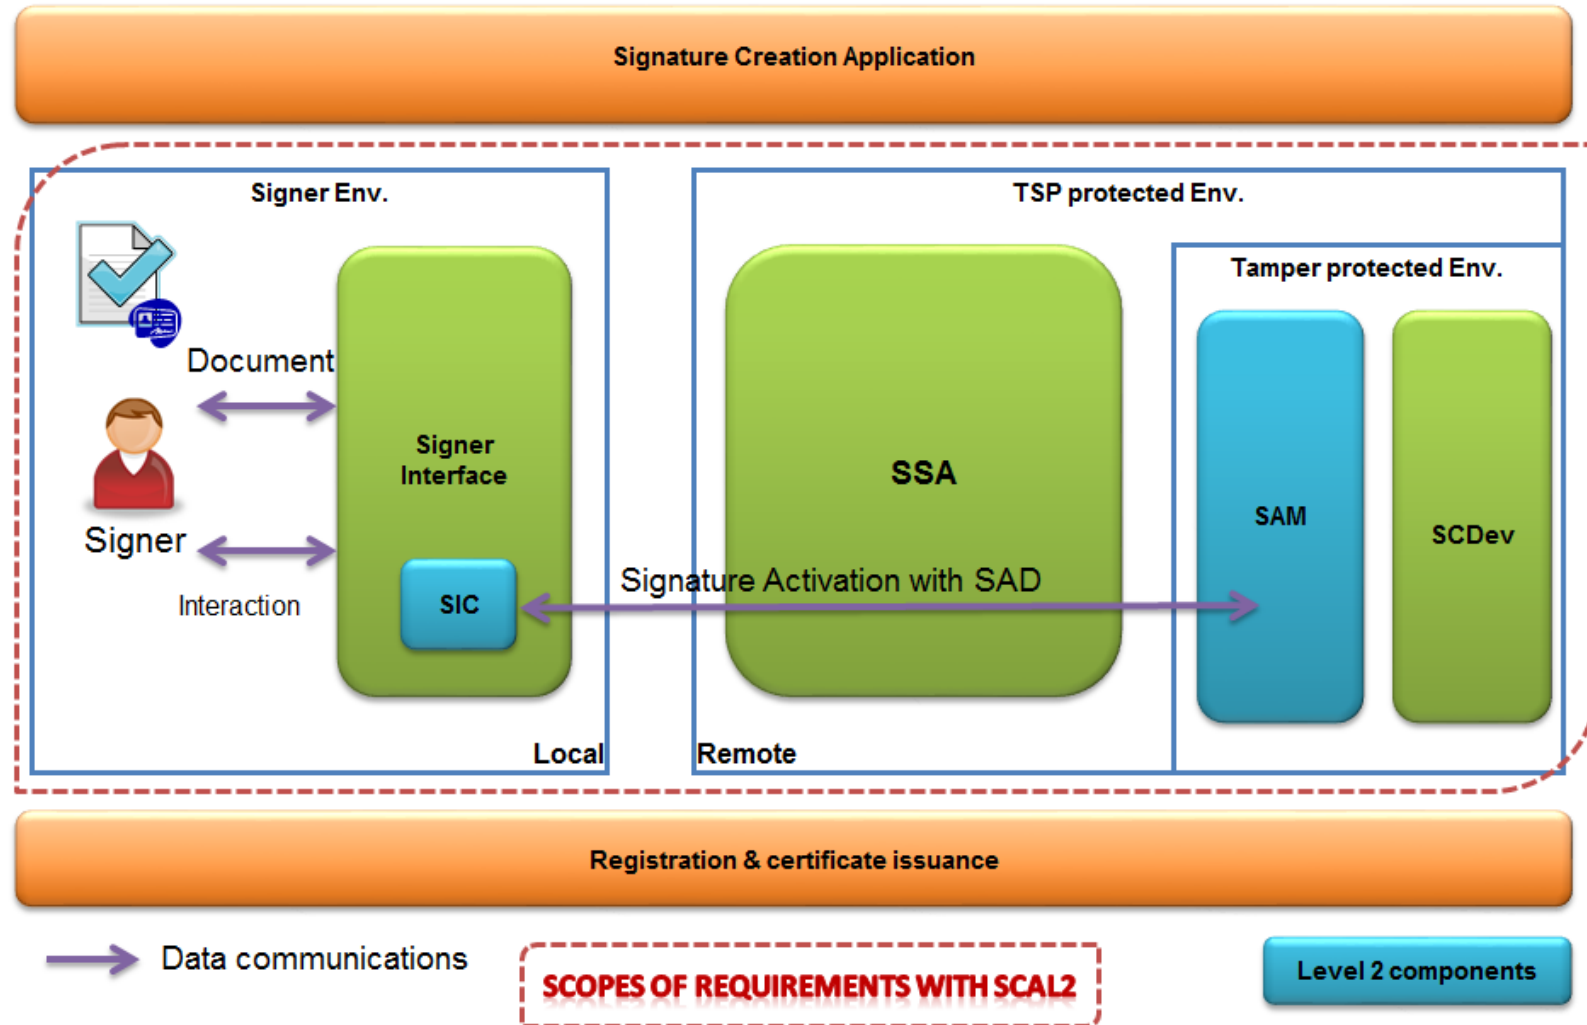 Signature Creation Application
Signer Env.
TSP protected Env.
Tamper protected Env.
Document
Signer
Interface
SSA
SAM
SCDev
Signer
Interaction
SIC
Signature Activation with SAD
Local
Remote
Registration & certificate issuance
Data communications
SCOPES OF REQUIREMENTS WITH SCAL2
Level 2 components